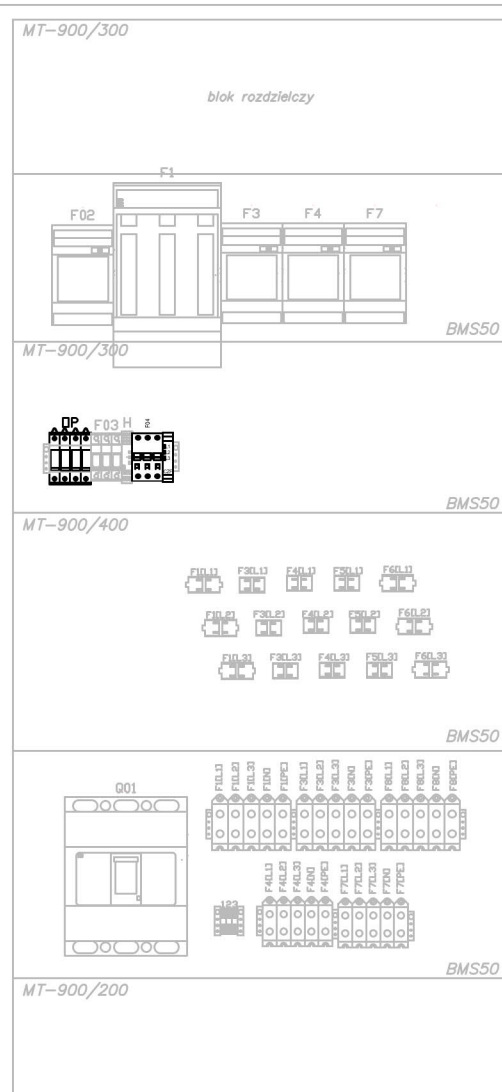 MT-900/300
blok rozdzielczy
F1
F02
F3
F4
F7
BMS50
MT-900/300
OP
F03
H
F04
BMS50
MT-900/400
F1(L1) F3(L1) F4(L1) F5(L1) F6(L1)
F1(L2) F3(L2) F4(L2) F5(L2) F6(L2)
F1(L3) F3(L3) F4(L3) F5(L3) F6(L3)
BMS50
Q01
F1(L1) F1(L2) F1(L3) F1(N) F1(PE) F3(L1) F3(L2) F3(L3) F3(N) F3(PE) F8(L1) F8(L2) F8(L3) F8(N) F8(PE)
123
F4(L1) F4(L2) F4(L3) F4(N) F4(PE) F7(L1) F7(L2) F7(L3) F7(N) F7(PE)
BMS50
MT-900/200